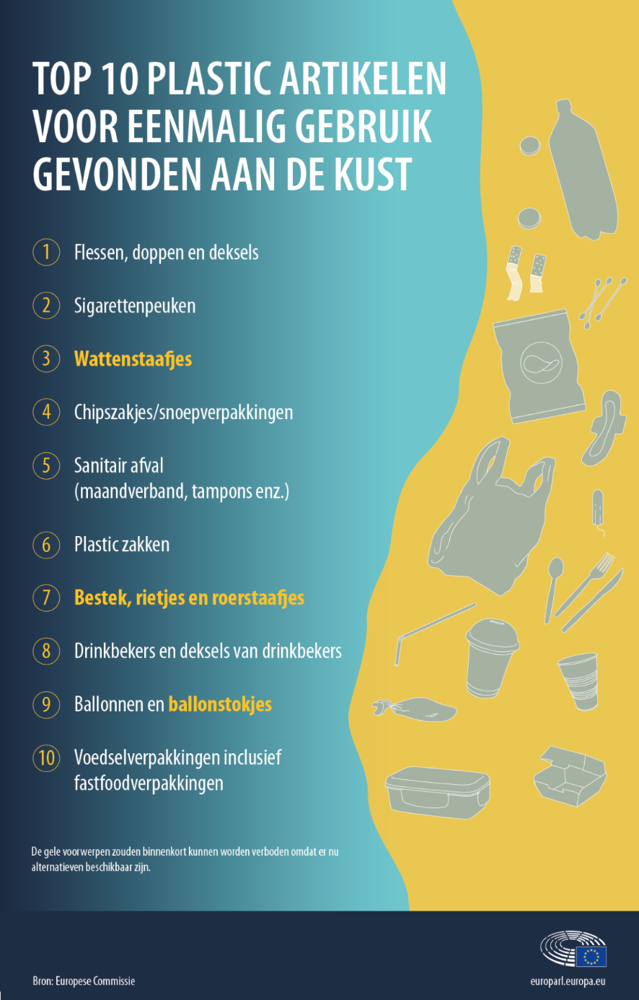 TOP 10 PLASTIC ARTIKELEN
VOOR EENMALIG GEBRUIK
GEVONDEN AAN DE KUST
1 Flessen, doppen en deksels
2 Sigarettenpeuken
3 Wattenstaafjes
4 Chipszakjes/snoepverpakkingen
5 Sanitair afval
(maandverband, tampons enz.)
6 Plastic zakken
7 Bestek, rietjes en roerstaafjes
8 Drinkbekers en deksels van drinkbekers
9 Ballonnen en ballonstokjes
10 Voedselverpakkingen inclusief
fastfoodverpakkingen
De gele voorwerpen zouden binnenkort kunnen worden verboden omdat er nu
alternatieven beschikbaar zijn.
Bron: Europese Commissie
europarl.europa.eu